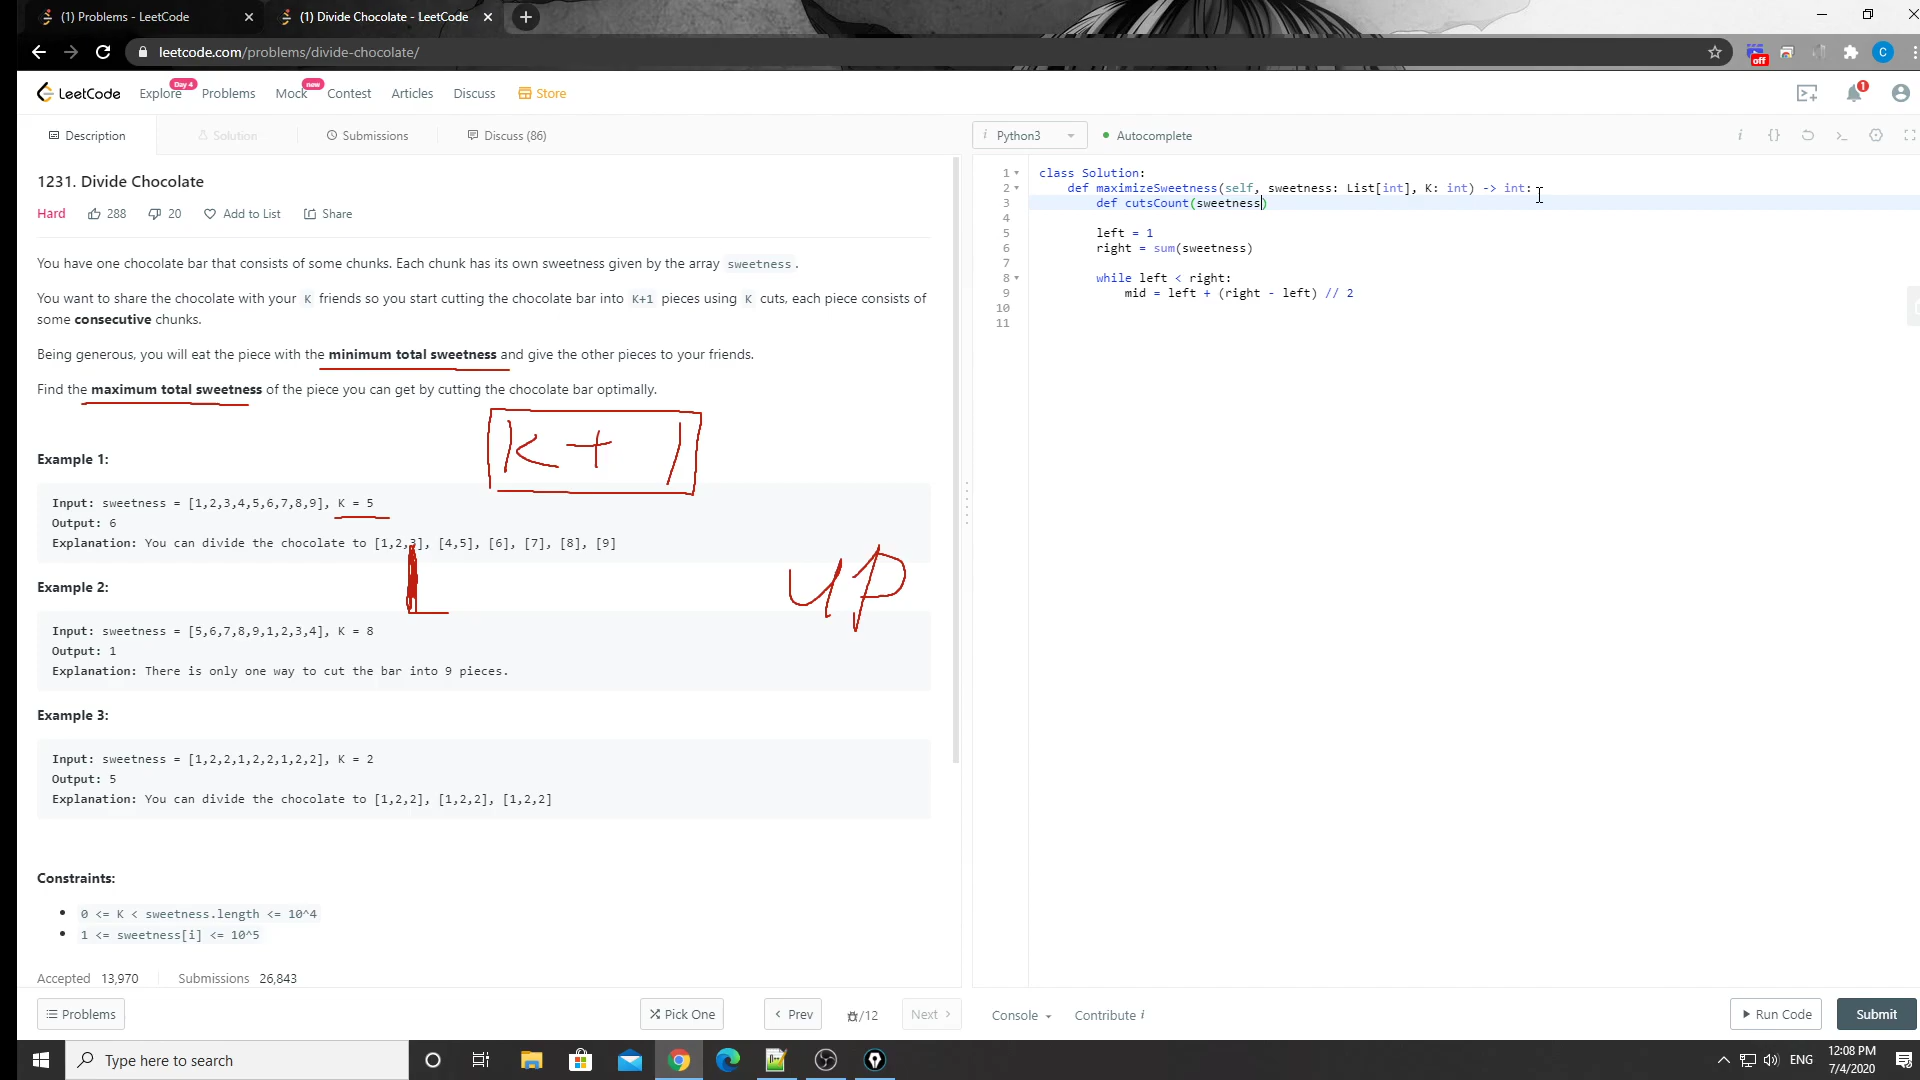 (1) Problems - LeetCode
(1) Divide Chocolate - LeetCode
leetcode.com/problems/divide-chocolate/
off
C
LeetCode
Explore
Day 4
Problems
Mock
new
Contest
Articles
Discuss
Store
1
Description
Solution
Submissions
Discuss (86)
i
Python3
Autocomplete
i
{}
1231. Divide Chocolate
Hard
288
20
Add to List
Share
You have one chocolate bar that consists of some chunks. Each chunk has its own sweetness given by the array sweetness.
You want to share the chocolate with your K friends so you start cutting the chocolate bar into K+1 pieces using K cuts, each piece consists of
some consecutive chunks.
Being generous, you will eat the piece with the minimum total sweetness and give the other pieces to your friends.
Find the maximum total sweetness of the piece you can get by cutting the chocolate bar optimally.
K + 1
Example 1:
Input: sweetness = [1,2,3,4,5,6,7,8,9], K = 5
Output: 6
Explanation: You can divide the chocolate to [1,2,3], [4,5], [6], [7], [8], [9]
L
up
Example 2:
Input: sweetness = [5,6,7,8,9,1,2,3,4], K = 8
Output: 1
Explanation: There is only one way to cut the bar into 9 pieces.
Example 3:
Input: sweetness = [1,2,2,1,2,2,1,2,2], K = 2
Output: 5
Explanation: You can divide the chocolate to [1,2,2], [1,2,2], [1,2,2]
Constraints:
0 <= K < sweetness.length <= 10^4
1 <= sweetness[i] <= 10^5
Accepted 13,970
Submissions 26,843
1 class Solution:
2 def maximizeSweetness(self, sweetness: List[int], K: int) -> int:
3 def cutsCount(sweetness)
4
5 left = 1
6 right = sum(sweetness)
7
8 while left < right:
9 mid = left + (right - left) // 2
10
11
Problems
Pick One
Prev
/12
Next
Console
Contribute i
Run Code
Submit
Type here to search
ENG
12:08 PM
7/4/2020